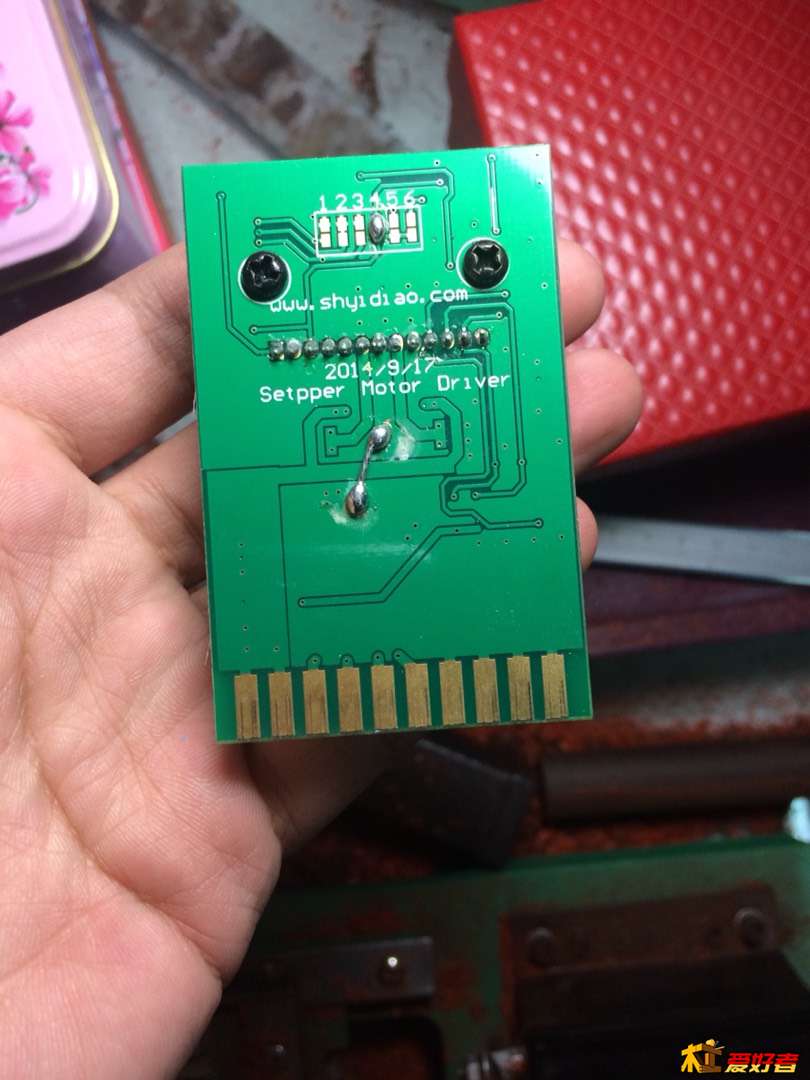 123456
www.shyidiao.com
2014/9/17
Setpper Motor Driver
爱好者